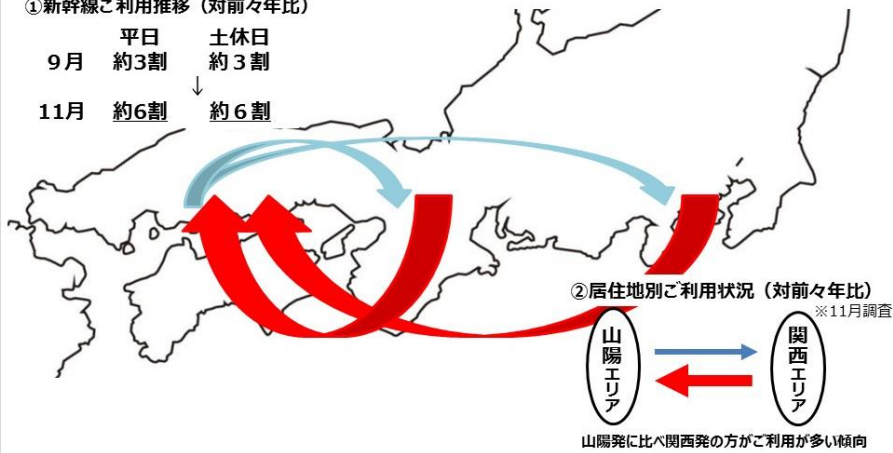 ①新幹線ご利用推移（対前々年比）
平日 土休日
9月 約3割 約３割
↓
11月 約6割 約６割
②居住地別ご利用状況（対前々年比）
※11月調査
山陽エリア
関西エリア
山陽発に比べ関西発の方がご利用が多い傾向